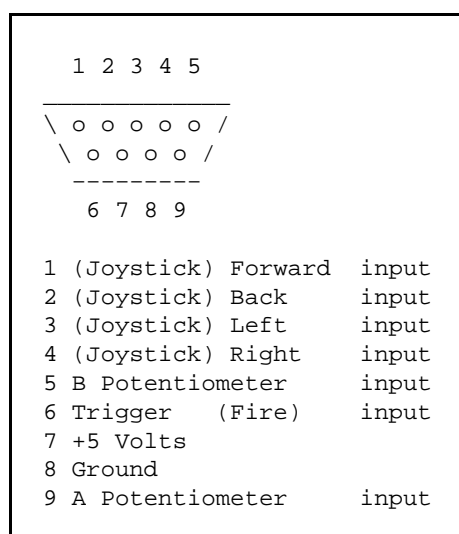 1 2 3 4 5
_____________
\ o o o o o /
\ o o o o /
---------
6 7 8 9
1 (Joystick) Forward input
2 (Joystick) Back input
3 (Joystick) Left input
4 (Joystick) Right input
5 B Potentiometer input
6 Trigger (Fire) input
7 +5 Volts
8 Ground
9 A Potentiometer input